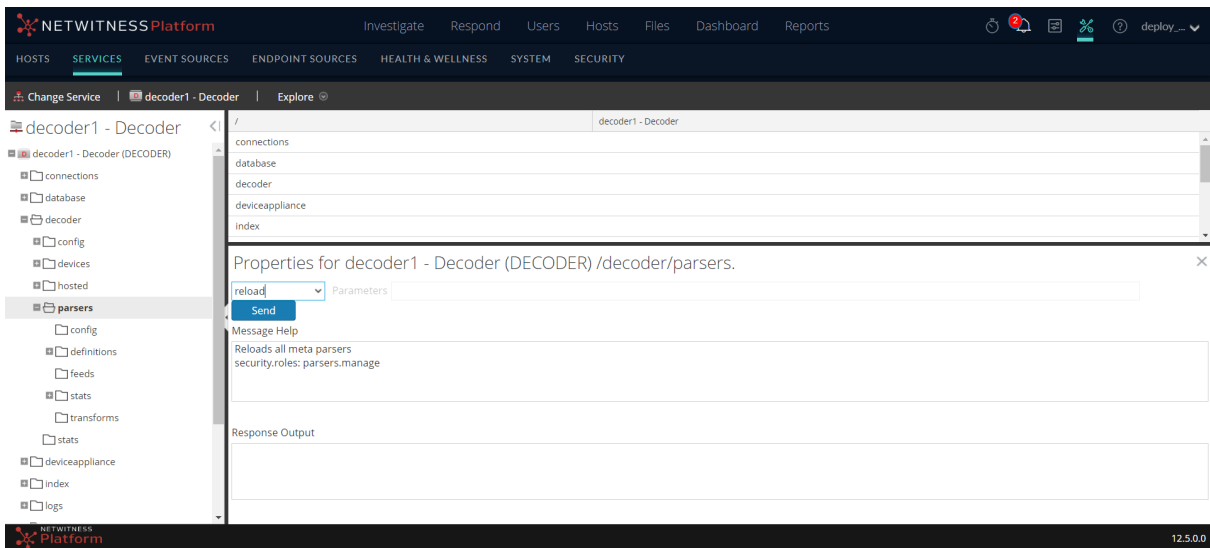 NETWITNESS Platform Investigate Respond Users Hosts Files Dashboard Reports 2 deploy_...
HOSTS SERVICES EVENT SOURCES ENDPOINT SOURCES HEALTH & WELLNESS SYSTEM SECURITY
Change Service | decoder1 - Decoder | Explore
decoder1 - Decoder
decoder1 - Decoder (DECODER)
connections
database
decoder
config
devices
hosted
parsers
config
definitions
feeds
stats
transforms
stats
deviceappliance
index
logs
/ decoder1 - Decoder
connections
database
decoder
deviceappliance
index
Properties for decoder1 - Decoder (DECODER) /decoder/parsers.
reload Parameters
Send
Message Help
Reloads all meta parsers
security.roles: parsers.manage
Response Output
NETWITNESS
Platform 12.5.0.0